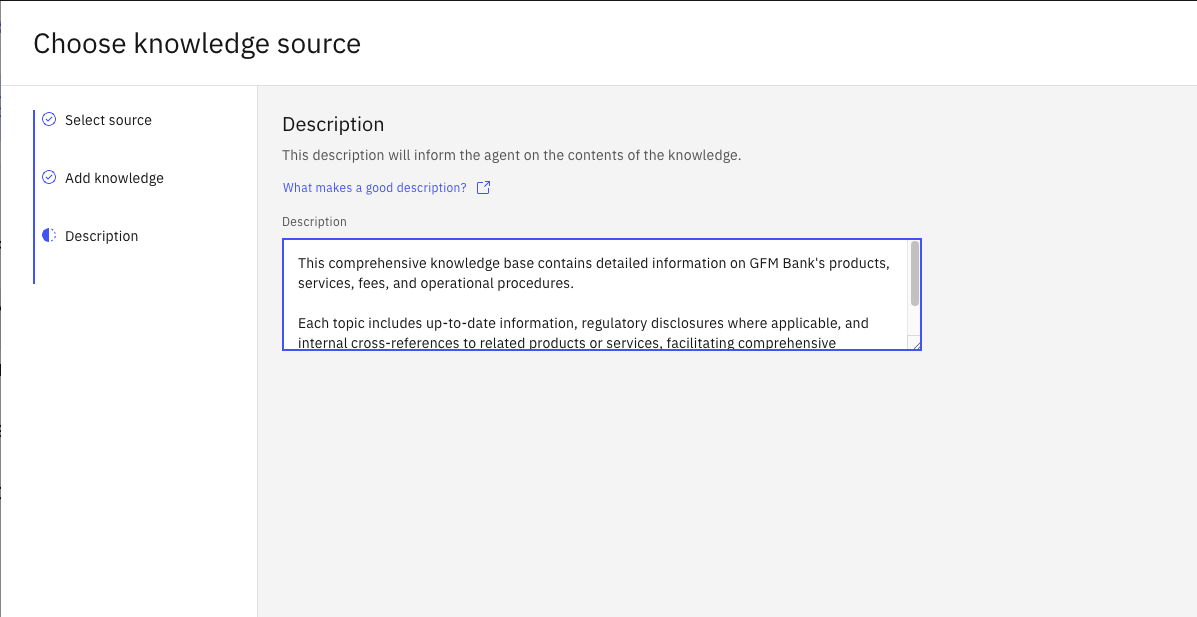 Choose knowledge source
Select source
Add knowledge
Description
Description
This description will inform the agent on the contents of the knowledge.
What makes a good description?
Description
This comprehensive knowledge base contains detailed information on GFM Bank's products,
services, fees, and operational procedures.
Each topic includes up-to-date information, regulatory disclosures where applicable, and
internal cross-references to related products or services, facilitating comprehensive